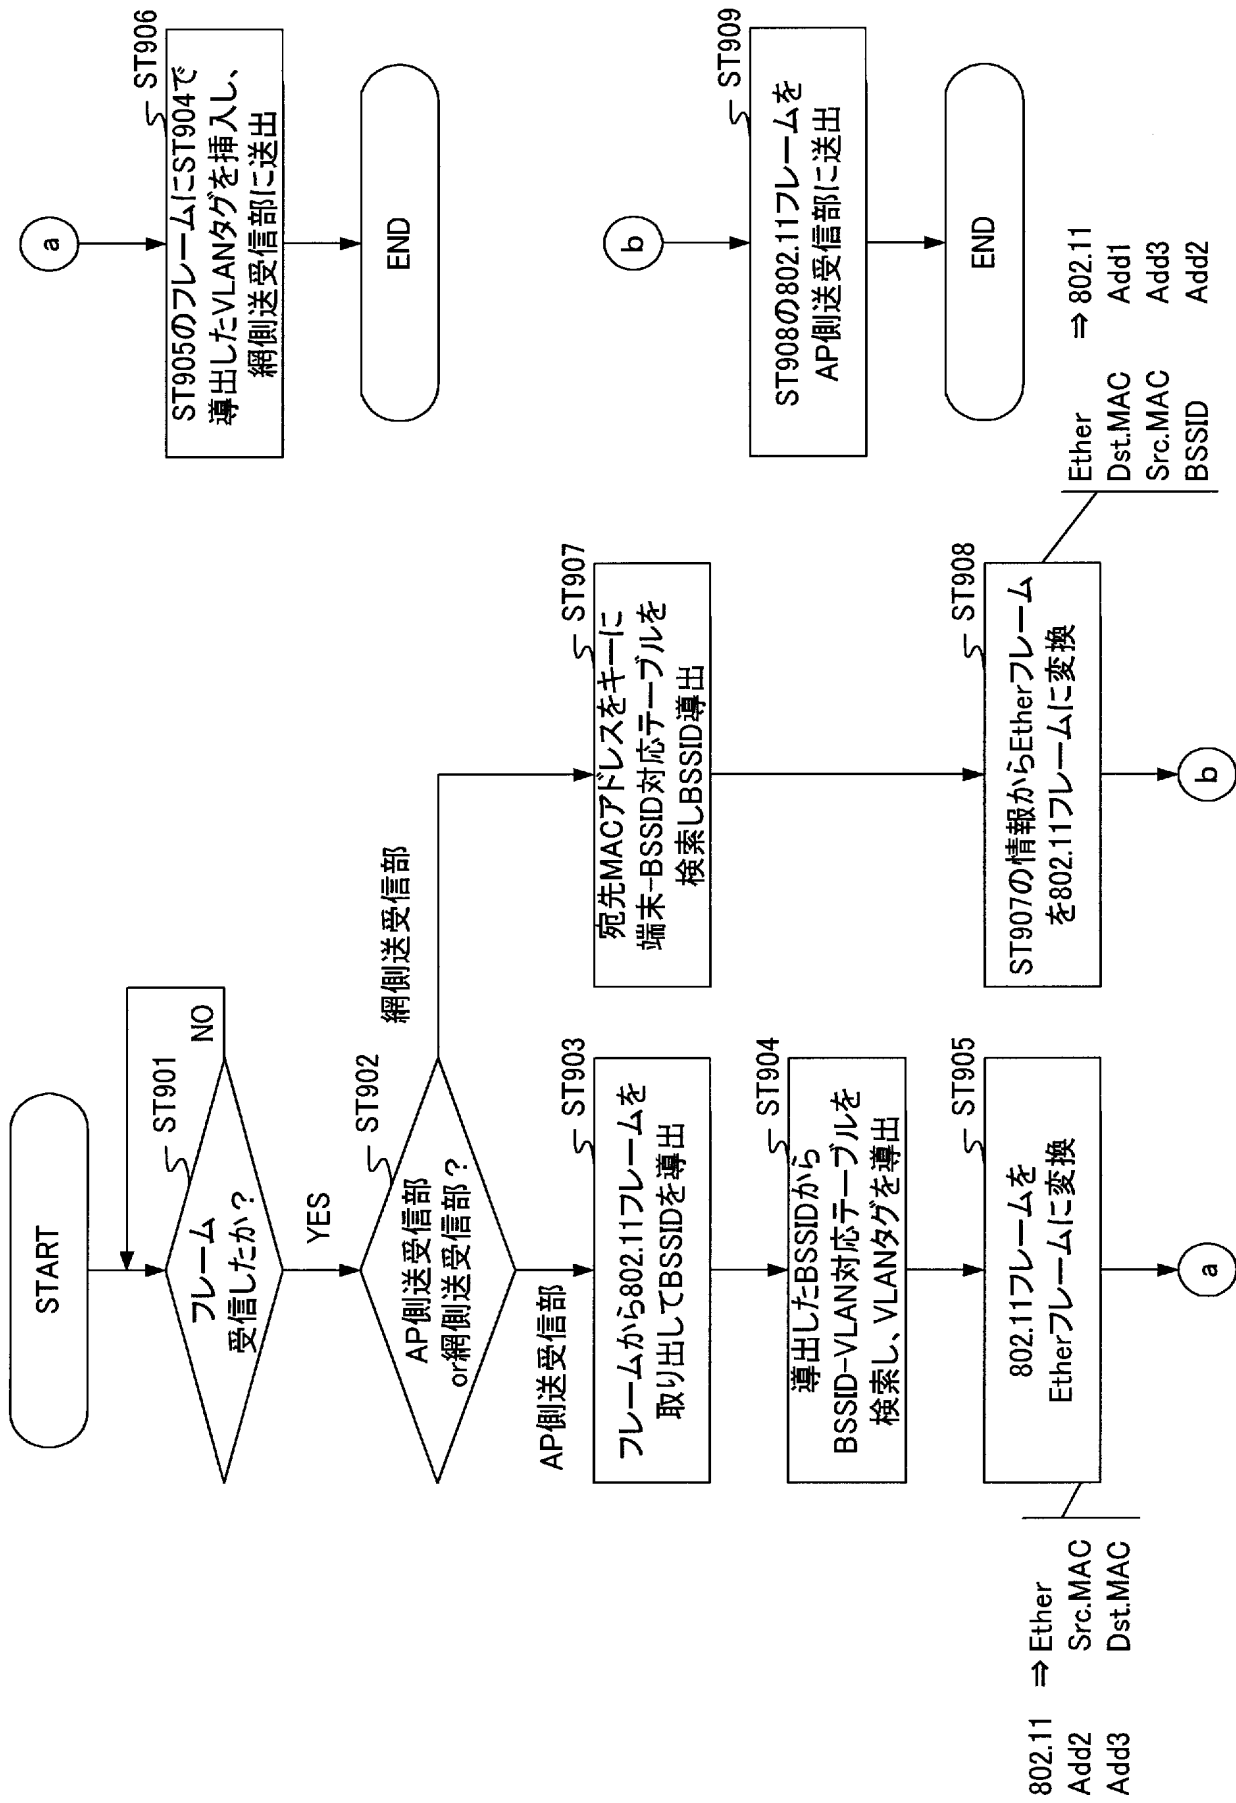 START
フレーム
受信したか？
ST901
NO
YES
AP側送受信部
or網側送受信部？
ST902
AP側送受信部
網側送受信部
フレームから802.11フレームを
取り出してBSSIDを導出
ST903
導出したBSSIDから
BSSID-VLAN対応テーブルを
検索し、VLANタグを導出
ST904
802.11フレームを
Etherフレームに変換
ST905
802.11 ⇒ Ether
Add2 Src.MAC
Add3 Dst.MAC
a
宛先MACアドレスをキーに
端末-BSSID対応テーブルを
検索しBSSID導出
ST907
ST907の情報からEtherフレーム
を802.11フレームに変換
ST908
Ether ⇒ 802.11
Dst.MAC Add1
Src.MAC Add3
BSSID Add2
b
a
ST905のフレームにST904で
導出したVLANタグを挿入し、
網側送受信部に送出
ST906
END
b
ST908の802.11フレームを
AP側送受信部に送出
ST909
END